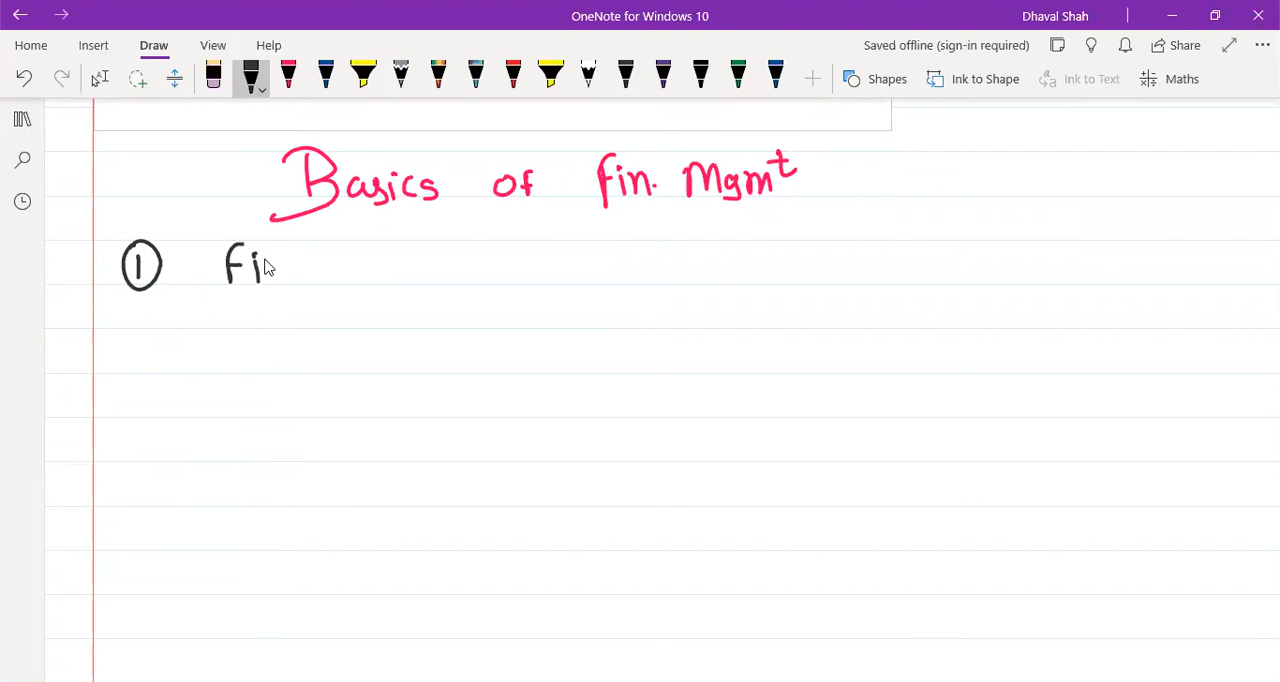 OneNote for Windows 10
Dhaval Shah
Home Insert Draw View Help
Saved offline (sign-in required) Share
Shapes Ink to Shape Ink to Text Maths
Basics of Fin. Mgmt
① Fi